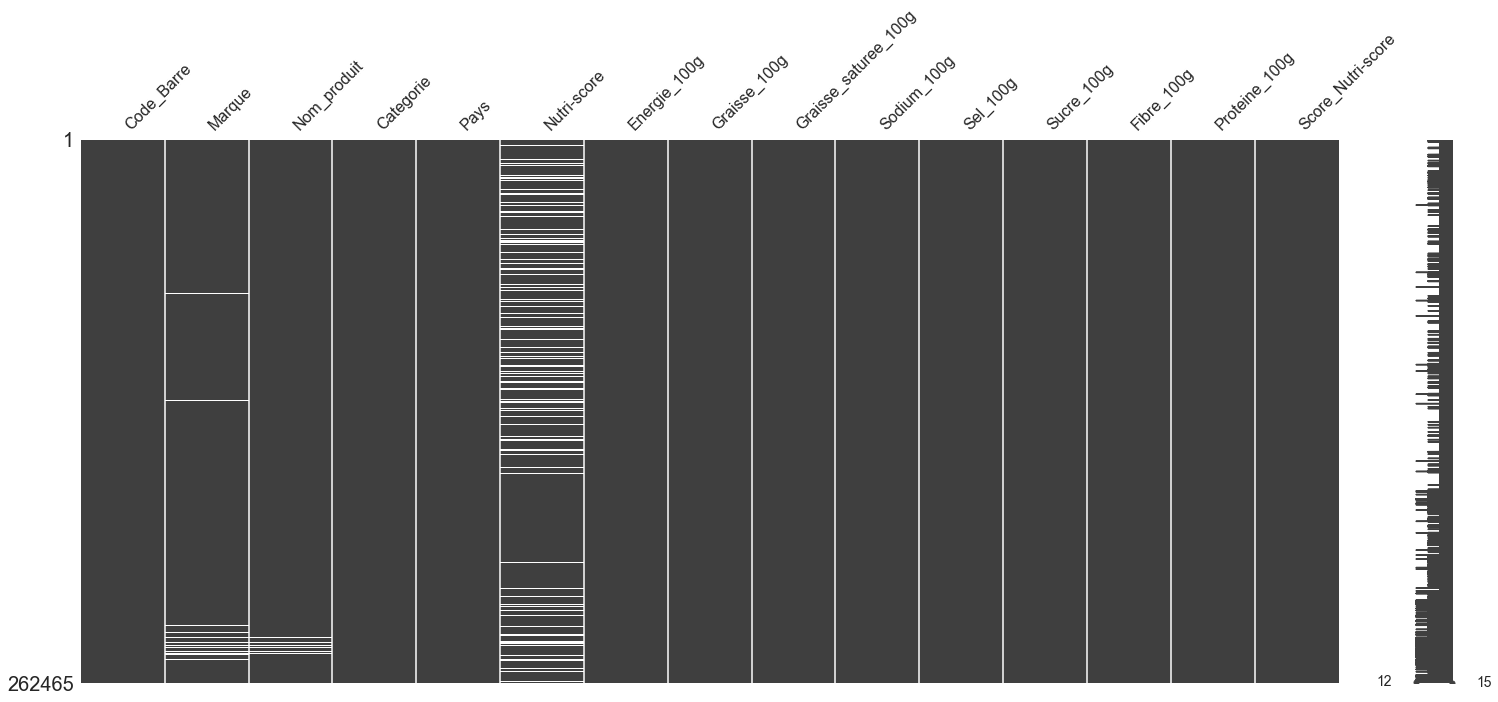 Code_Barre
Marque
Nom_produit
Categorie
Pays
Nutri-score
Energie_100g
Graisse_100g
Graisse_saturee_100g
Sodium_100g
Sel_100g
Sucre_100g
Fibre_100g
Proteine_100g
Score_Nutri-score
1
262465
12
15